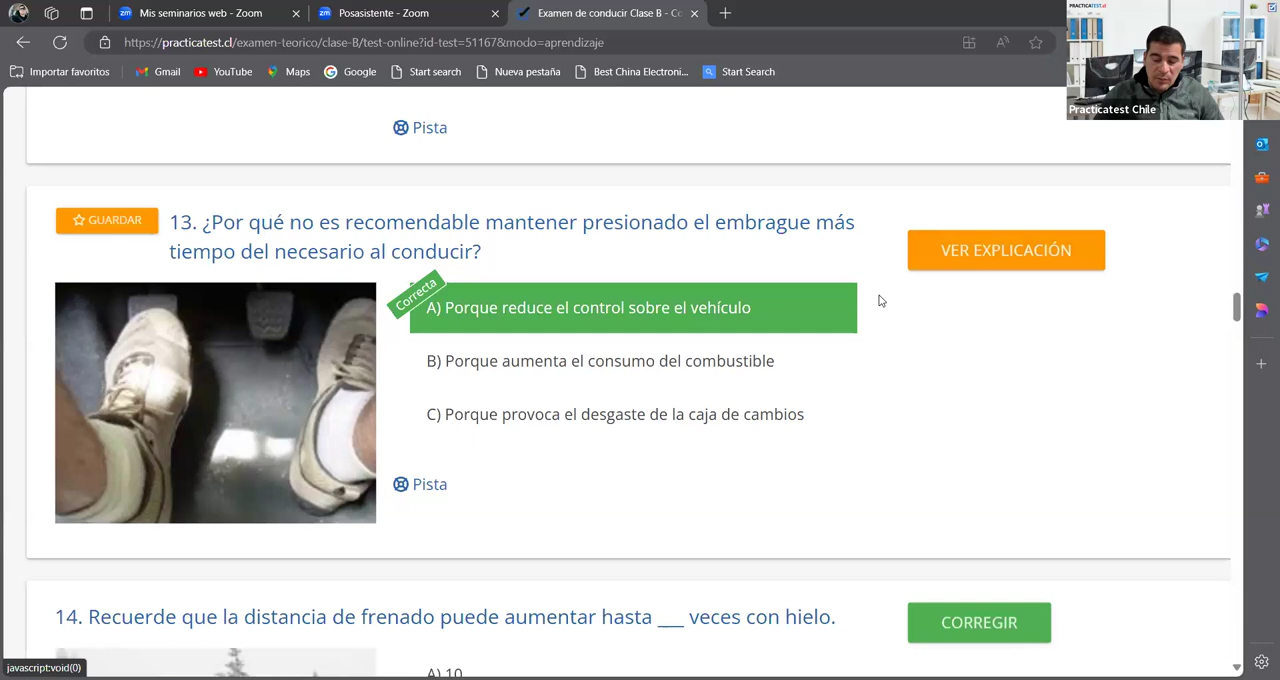 Mis seminarios web - Zoom
Posasistente - Zoom
Examen de conducir Clase B - Co
https://practicatest.cl/examen-teorico/clase-B/test-online?id-test=51167&modo=aprendizaje
Importar favoritos
Gmail
YouTube
Maps
Google
Start search
Nueva pestaña
Best China Electroni...
Start Search
PRACTICATEST.cl
Practicatest Chile
Pista
GUARDAR
13. ¿Por qué no es recomendable mantener presionado el embrague más
tiempo del necesario al conducir?
VER EXPLICACIÓN
Correcta
A) Porque reduce el control sobre el vehículo
B) Porque aumenta el consumo del combustible
C) Porque provoca el desgaste de la caja de cambios
Pista
14. Recuerde que la distancia de frenado puede aumentar hasta ___ veces con hielo.
CORREGIR
A) 10
javascript:void(0)